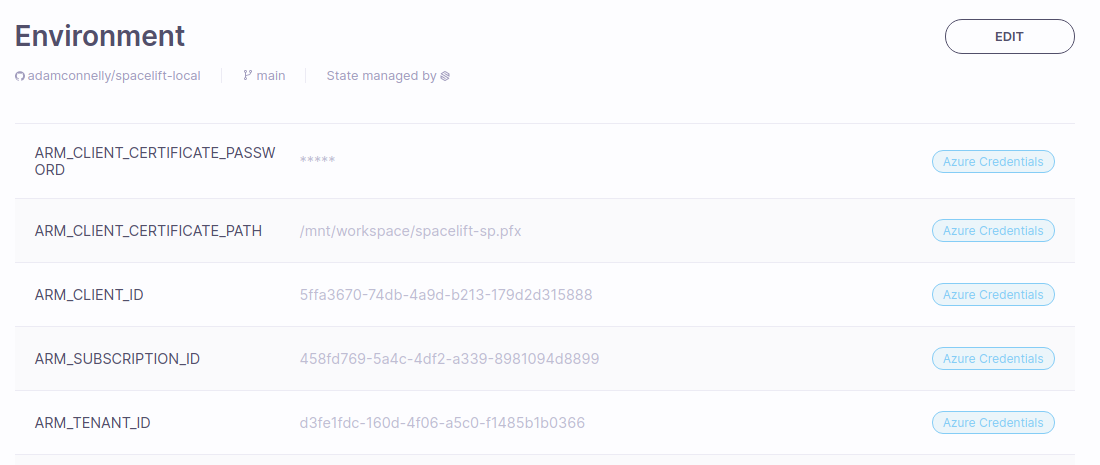 Environment
EDIT
adamconnelly/spacelift-local main State managed by
ARM_CLIENT_CERTIFICATE_PASSW
ORD
*****
Azure Credentials
ARM_CLIENT_CERTIFICATE_PATH /mnt/workspace/spacelift-sp.pfx Azure Credentials
ARM_CLIENT_ID 5ffa3670-74db-4a9d-b213-179d2d315888 Azure Credentials
ARM_SUBSCRIPTION_ID 458fd769-5a4c-4df2-a339-8981094d8899 Azure Credentials
ARM_TENANT_ID d3fe1fdc-160d-4f06-a5c0-f1485b1b0366 Azure Credentials